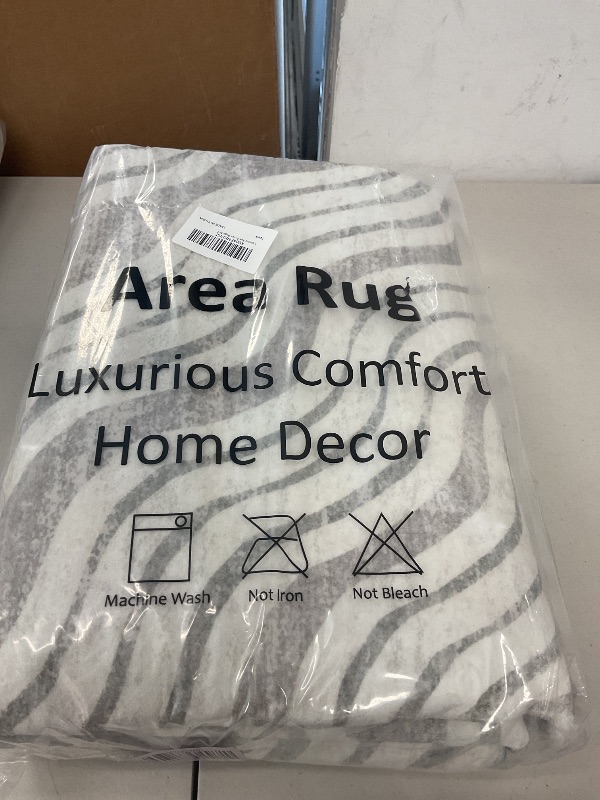 Area Rug
Luxurious Comfort
Home Decor
Machine Wash
Not Iron
Not Bleach